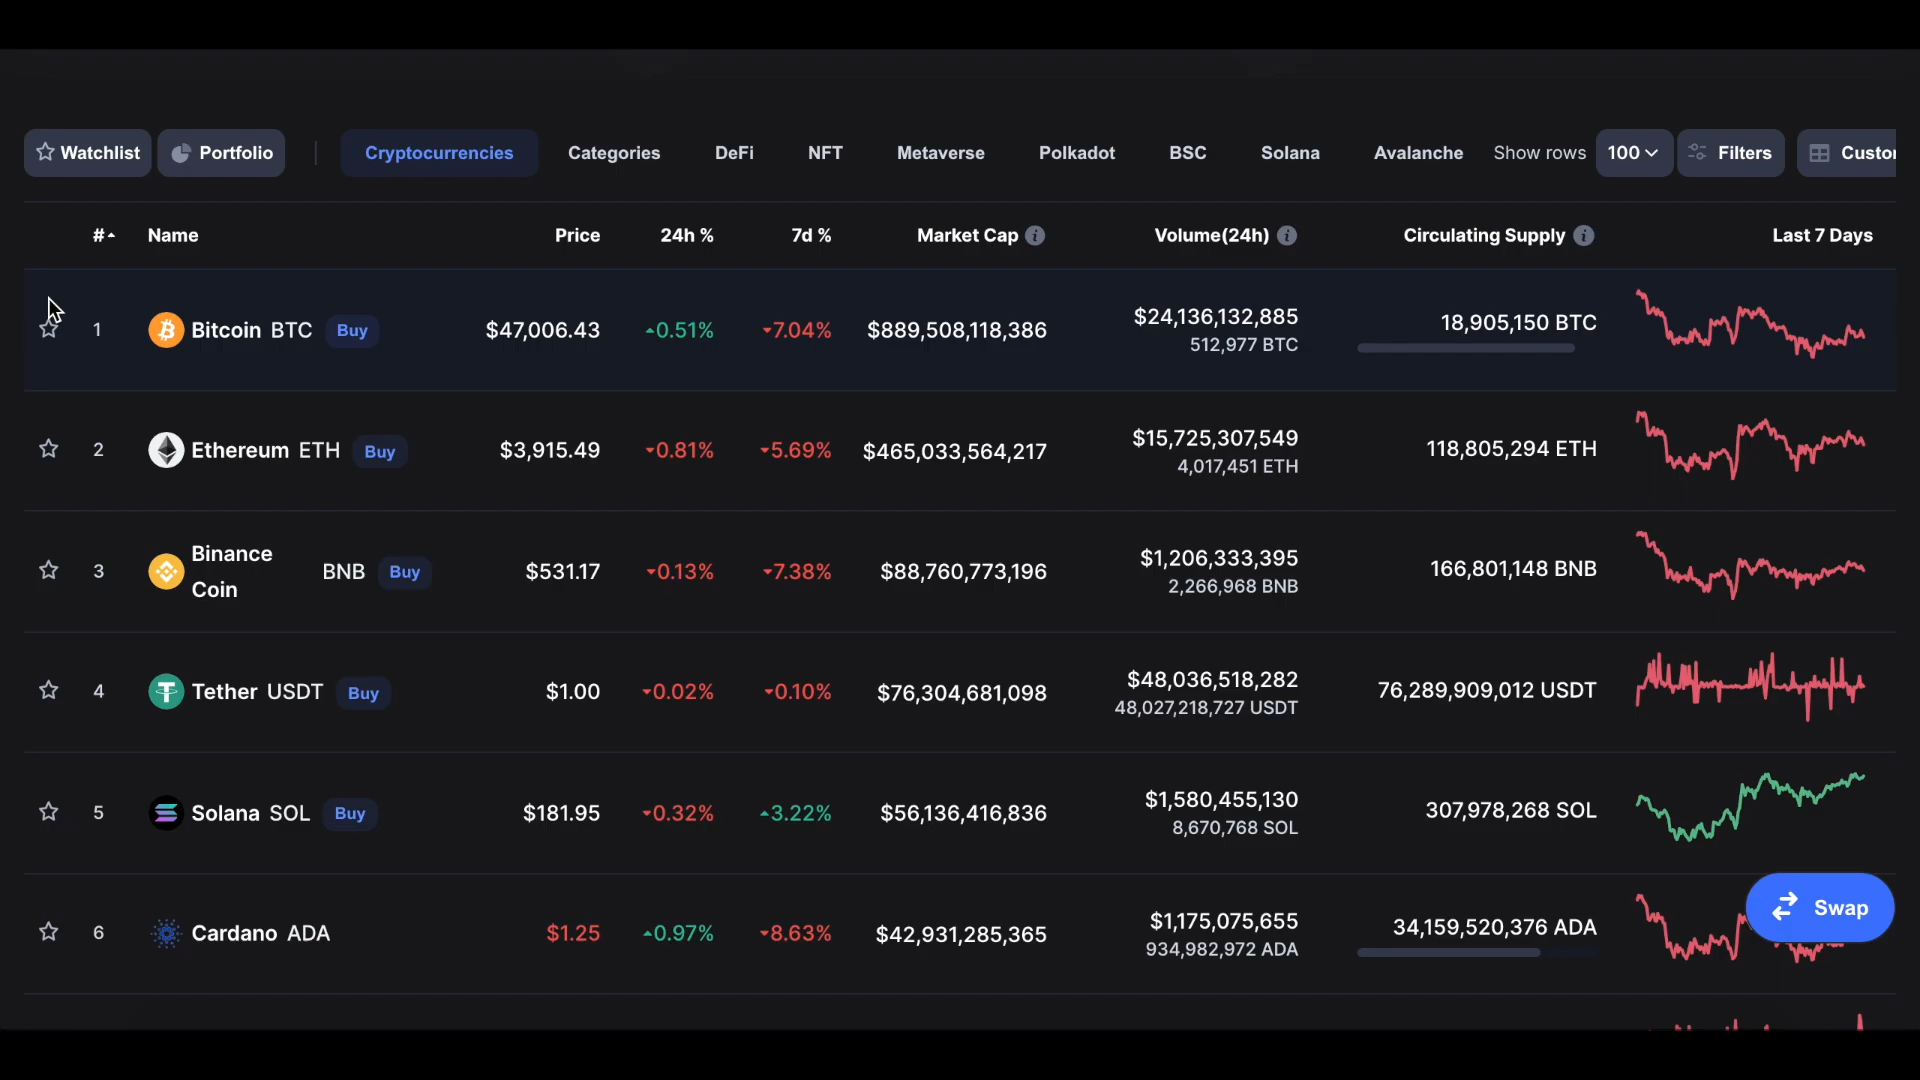 Watchlist Portfolio Cryptocurrencies Categories DeFi NFT Metaverse Polkadot BSC Solana Avalanche Show rows 100 Filters
# Name Price 24h % 7d % Market Cap Volume(24h) Circulating Supply Last 7 Days
1 Bitcoin BTC Buy $47,006.43 0.51% 7.04% $889,508,118,386 $24,136,132,885 18,905,150 BTC
512,977 BTC
2 Ethereum ETH Buy $3,915.49 0.81% 5.69% $465,033,564,217 $15,725,307,549 118,805,294 ETH
4,017,451 ETH
3 Binance
Coin BNB Buy $531.17 0.13% 7.38% $88,760,773,196 $1,206,333,395 166,801,148 BNB
2,266,968 BNB
4 Tether USDT Buy $1.00 0.02% 0.10% $76,304,681,098 $48,036,518,282 76,289,909,012 USDT
48,027,218,727 USDT
5 Solana SOL Buy $181.95 0.32% 3.22% $56,136,416,836 $1,580,455,130 307,978,268 SOL
8,670,768 SOL
6 Cardano ADA $1.25 0.97% 8.63% $42,931,285,365 $1,175,075,655 34,159,520,376 ADA
934,982,972 ADA
Swap